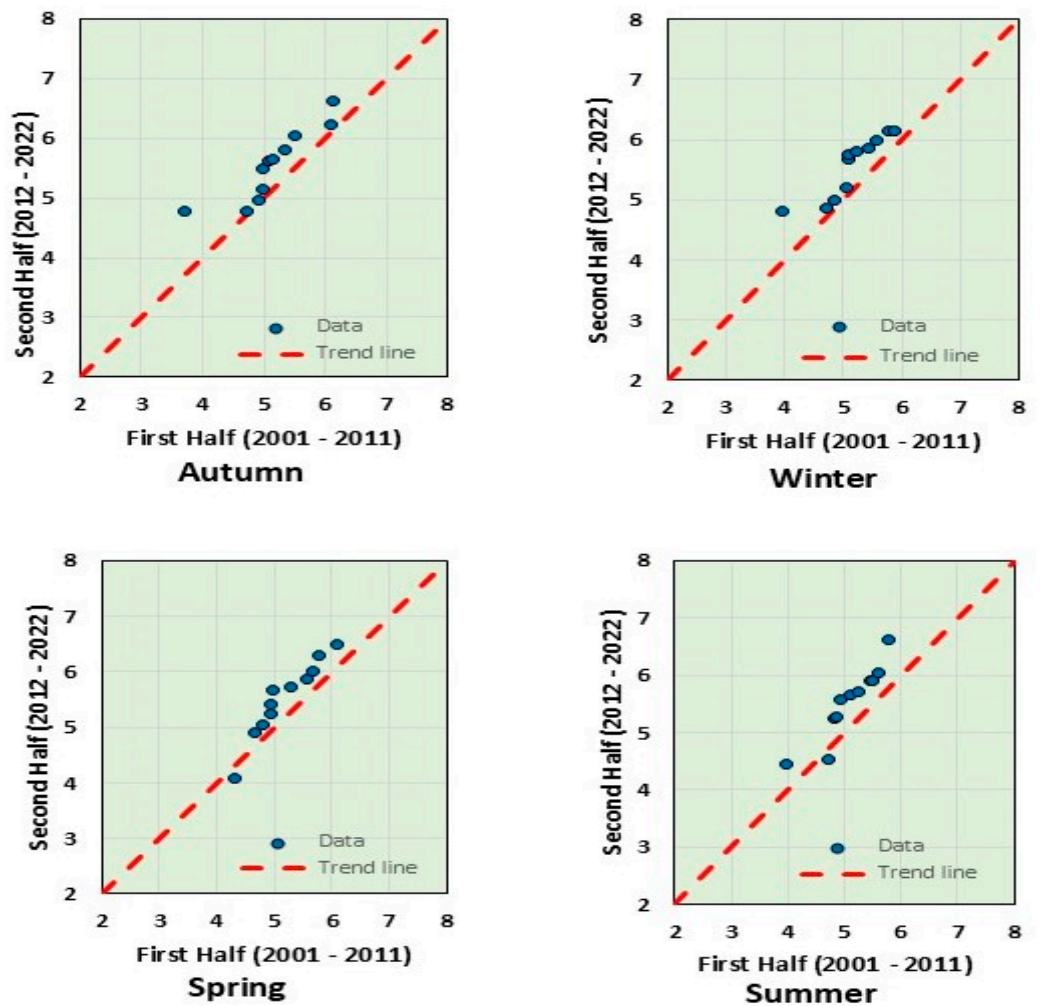 8
7
6
5
4
3
2
Second Half (2012 - 2022)
Data
Trend line
2 3 4 5 6 7 8
First Half (2001 - 2011)
Autumn
8
7
6
5
4
3
2
Second Half (2012 - 2022)
Data
Trend line
2 3 4 5 6 7 8
First Half (2001 - 2011)
Winter
8
7
6
5
4
3
2
Second Half (2012 - 2022)
Data
Trend line
2 3 4 5 6 7 8
First Half (2001 - 2011)
Spring
8
7
6
5
4
3
2
Second Half (2012 - 2022)
Data
Trend line
2 3 4 5 6 7 8
First Half (2001 - 2011)
Summer